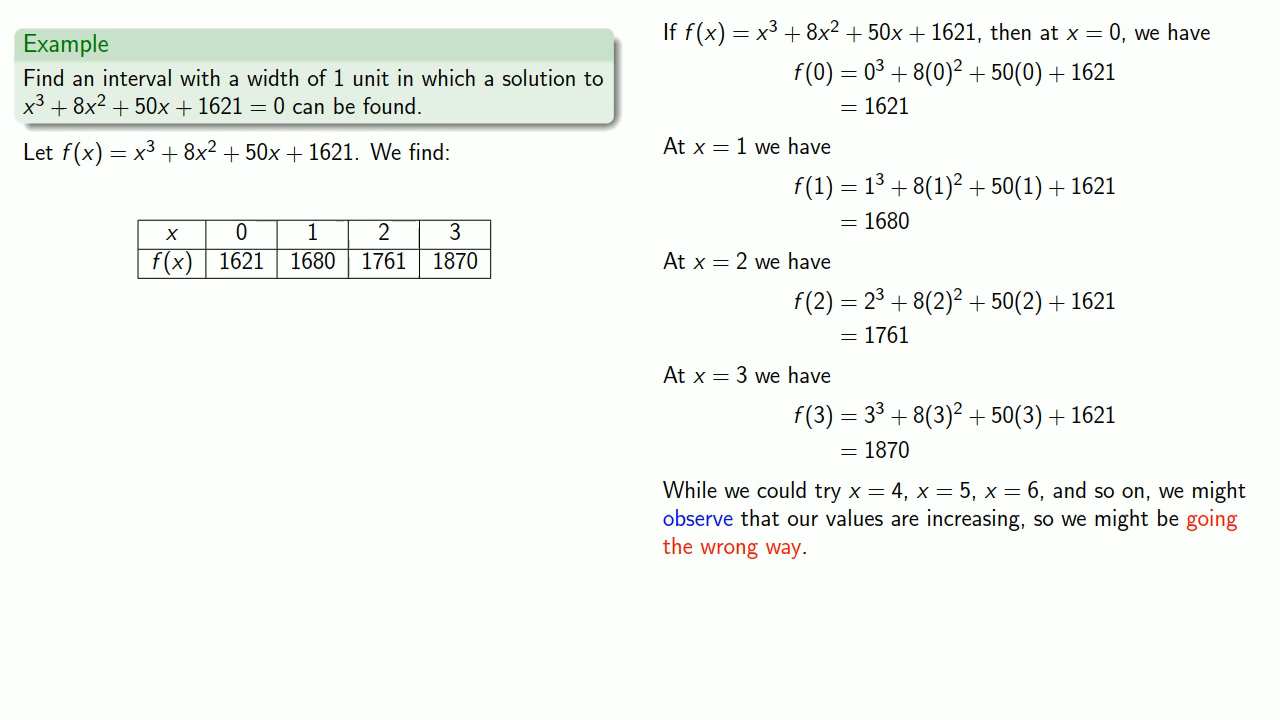 Example
Find an interval with a width of 1 unit in which a solution to
x³ + 8x² + 50x + 1621 = 0 can be found.
Let f(x) = x³ + 8x² + 50x + 1621. We find:
x 0 1 2 3
f(x) 1621 1680 1761 1870
If f(x) = x³ + 8x² + 50x + 1621, then at x = 0, we have
f(0) = 0³ + 8(0)² + 50(0) + 1621
= 1621
At x = 1 we have
f(1) = 1³ + 8(1)² + 50(1) + 1621
= 1680
At x = 2 we have
f(2) = 2³ + 8(2)² + 50(2) + 1621
= 1761
At x = 3 we have
f(3) = 3³ + 8(3)² + 50(3) + 1621
= 1870
While we could try x = 4, x = 5, x = 6, and so on, we might
observe that our values are increasing, so we might be going
the wrong way.